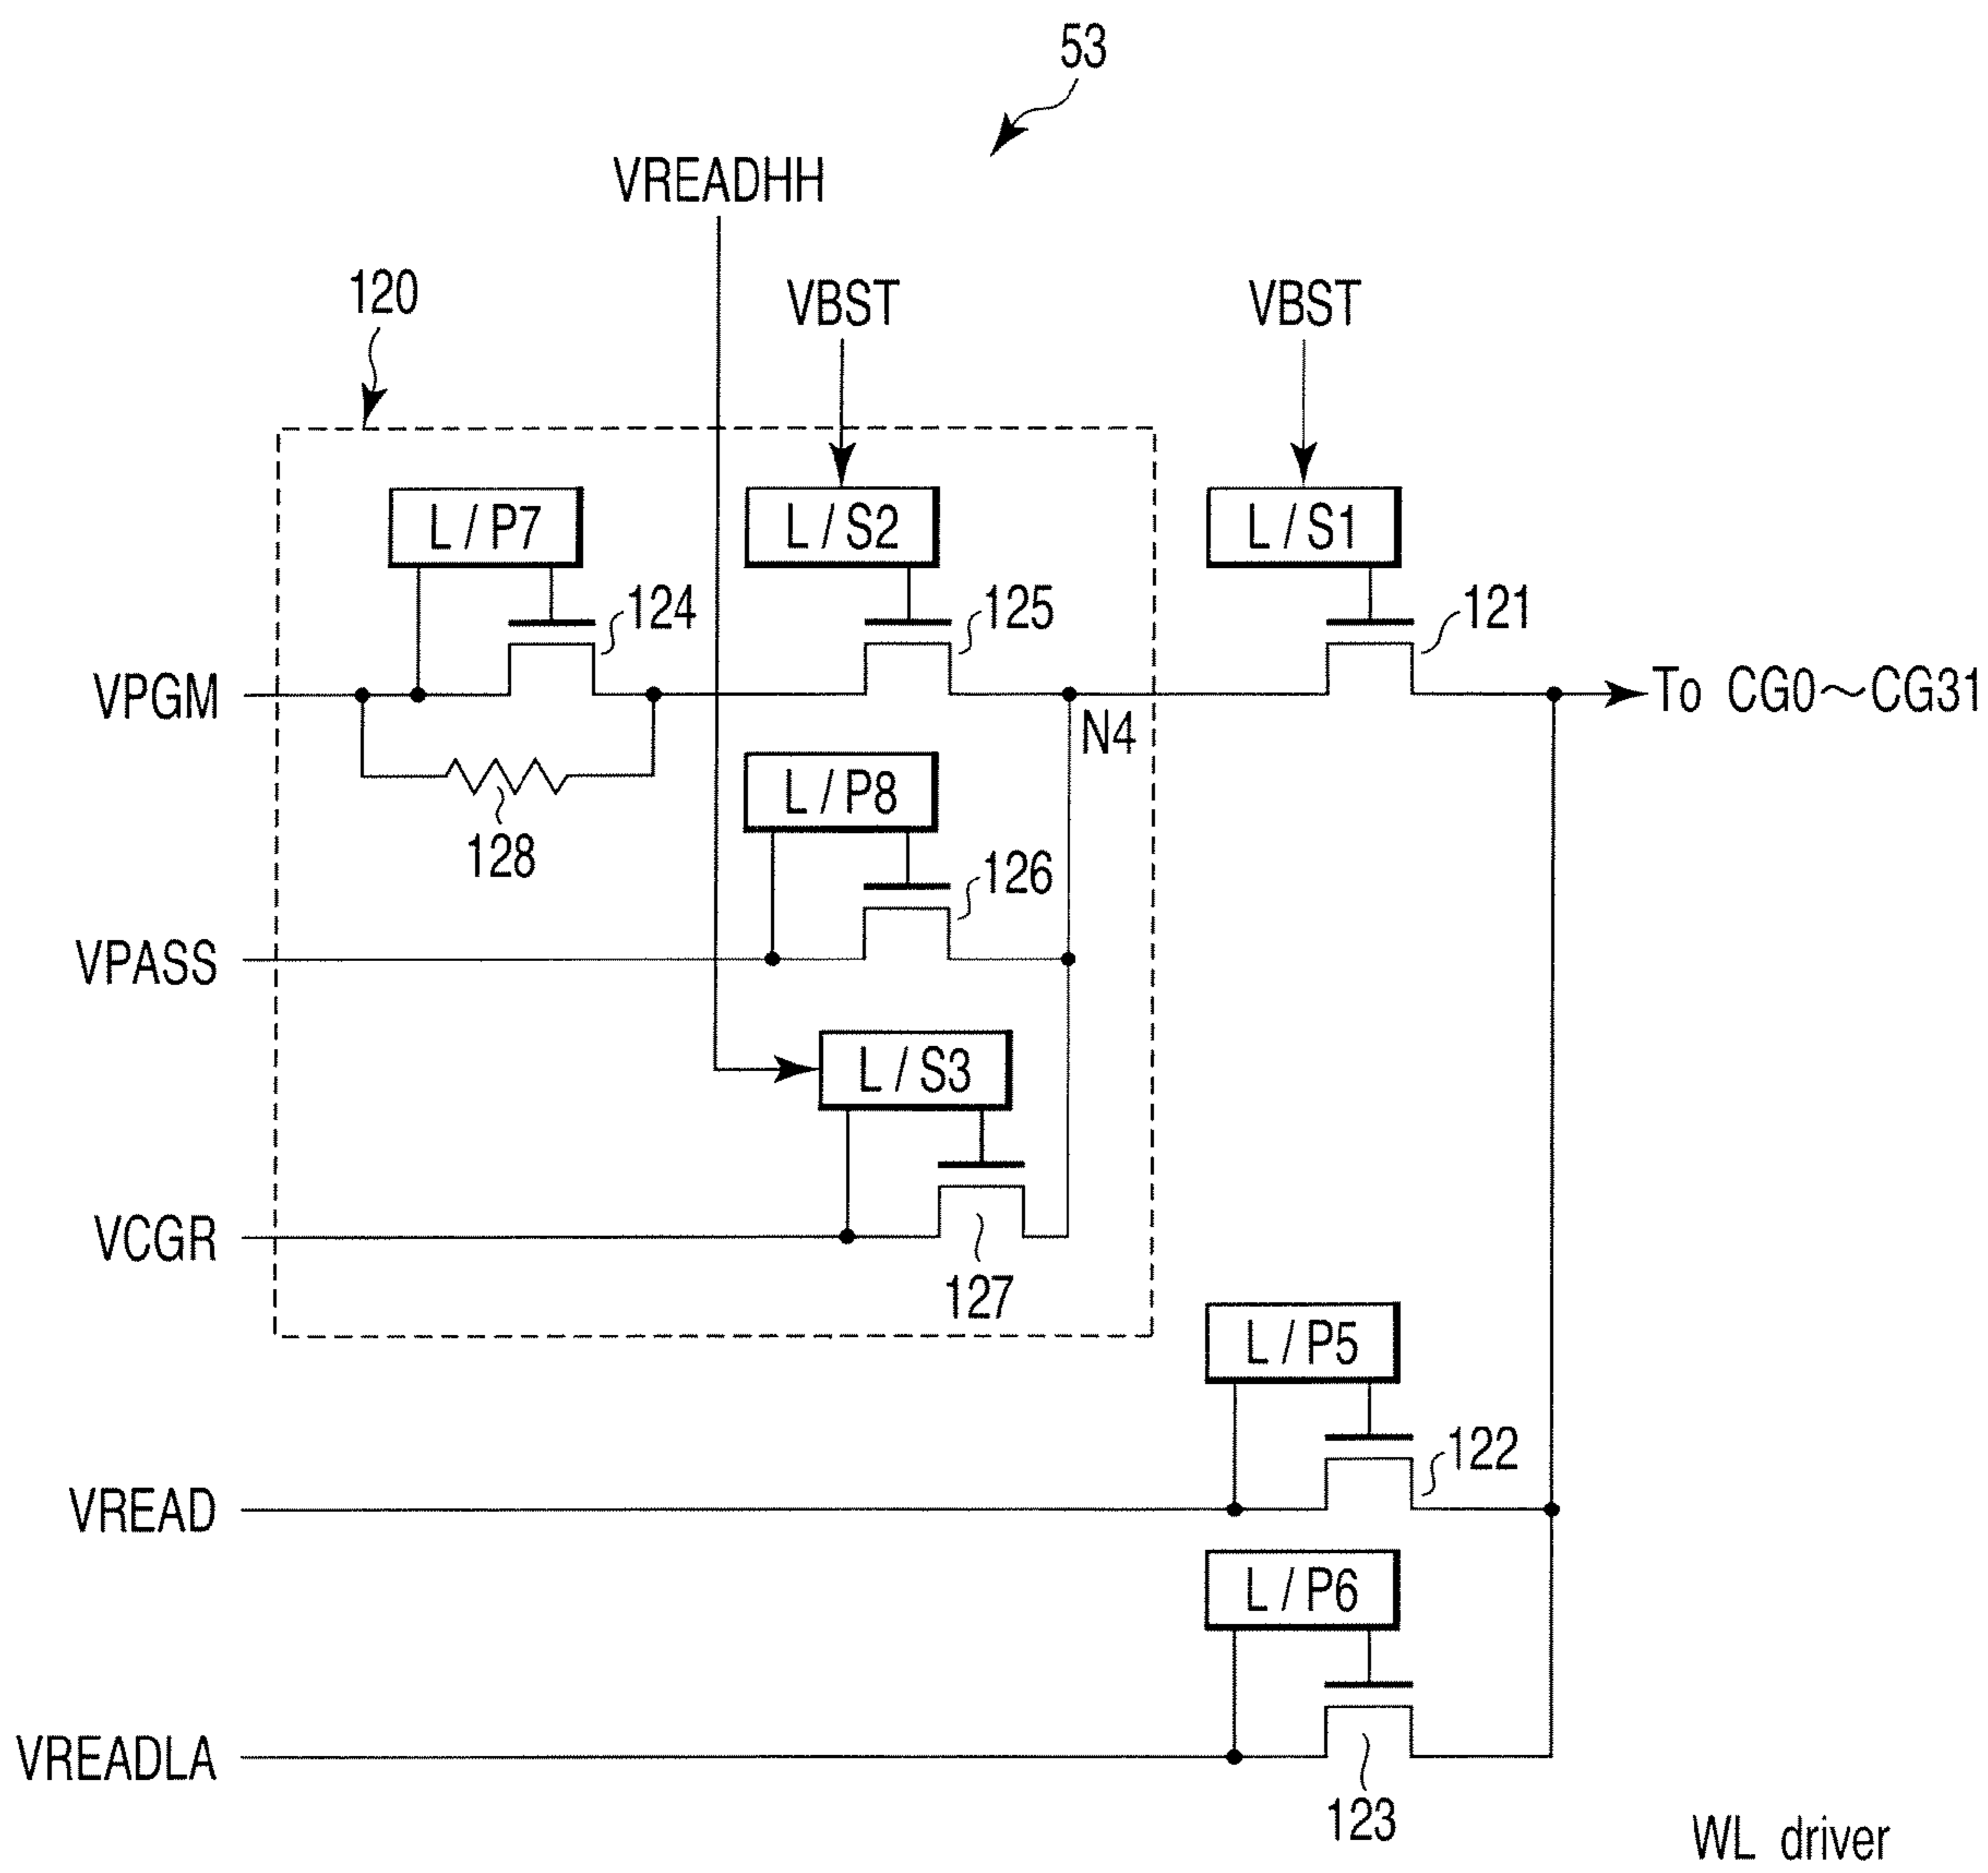 53
VREADHH
120
VBST
VBST
L / P7
L / S2
L / S1
124
125
121
VPGM
To CG0～CG31
N4
L / P8
128
126
VPASS
L / S3
VCGR
127
L / P5
122
VREAD
L / P6
VREADLA
123
WL driver